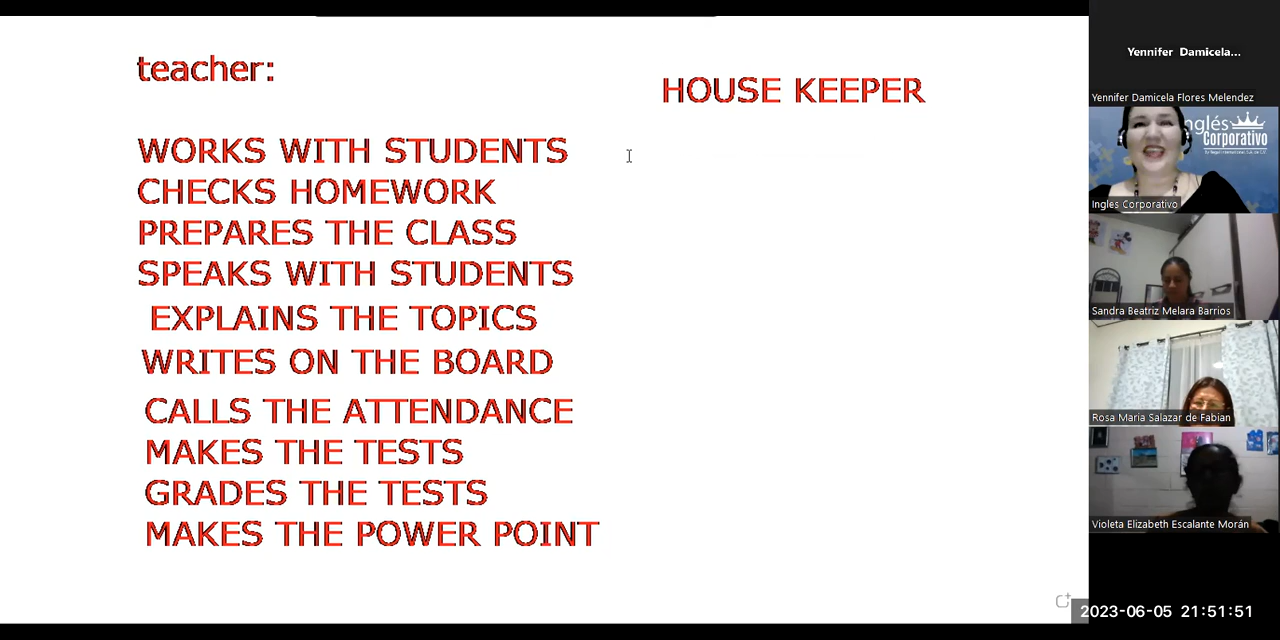 teacher:
HOUSE KEEPER
WORKS WITH STUDENTS
CHECKS HOMEWORK
PREPARES THE CLASS
SPEAKS WITH STUDENTS
EXPLAINS THE TOPICS
WRITES ON THE BOARD
CALLS THE ATTENDANCE
MAKES THE TESTS
GRADES THE TESTS
MAKES THE POWER POINT
Yennifer Damicela...
Yennifer Damicela Flores Melendez
nglés
Corporativo
Ingles Corporativo
Sandra Beatriz Melara Barrios
Rosa Maria Salazar de Fabian
Violeta Elizabeth Escalante Morán
2023-06-05 21:51:51